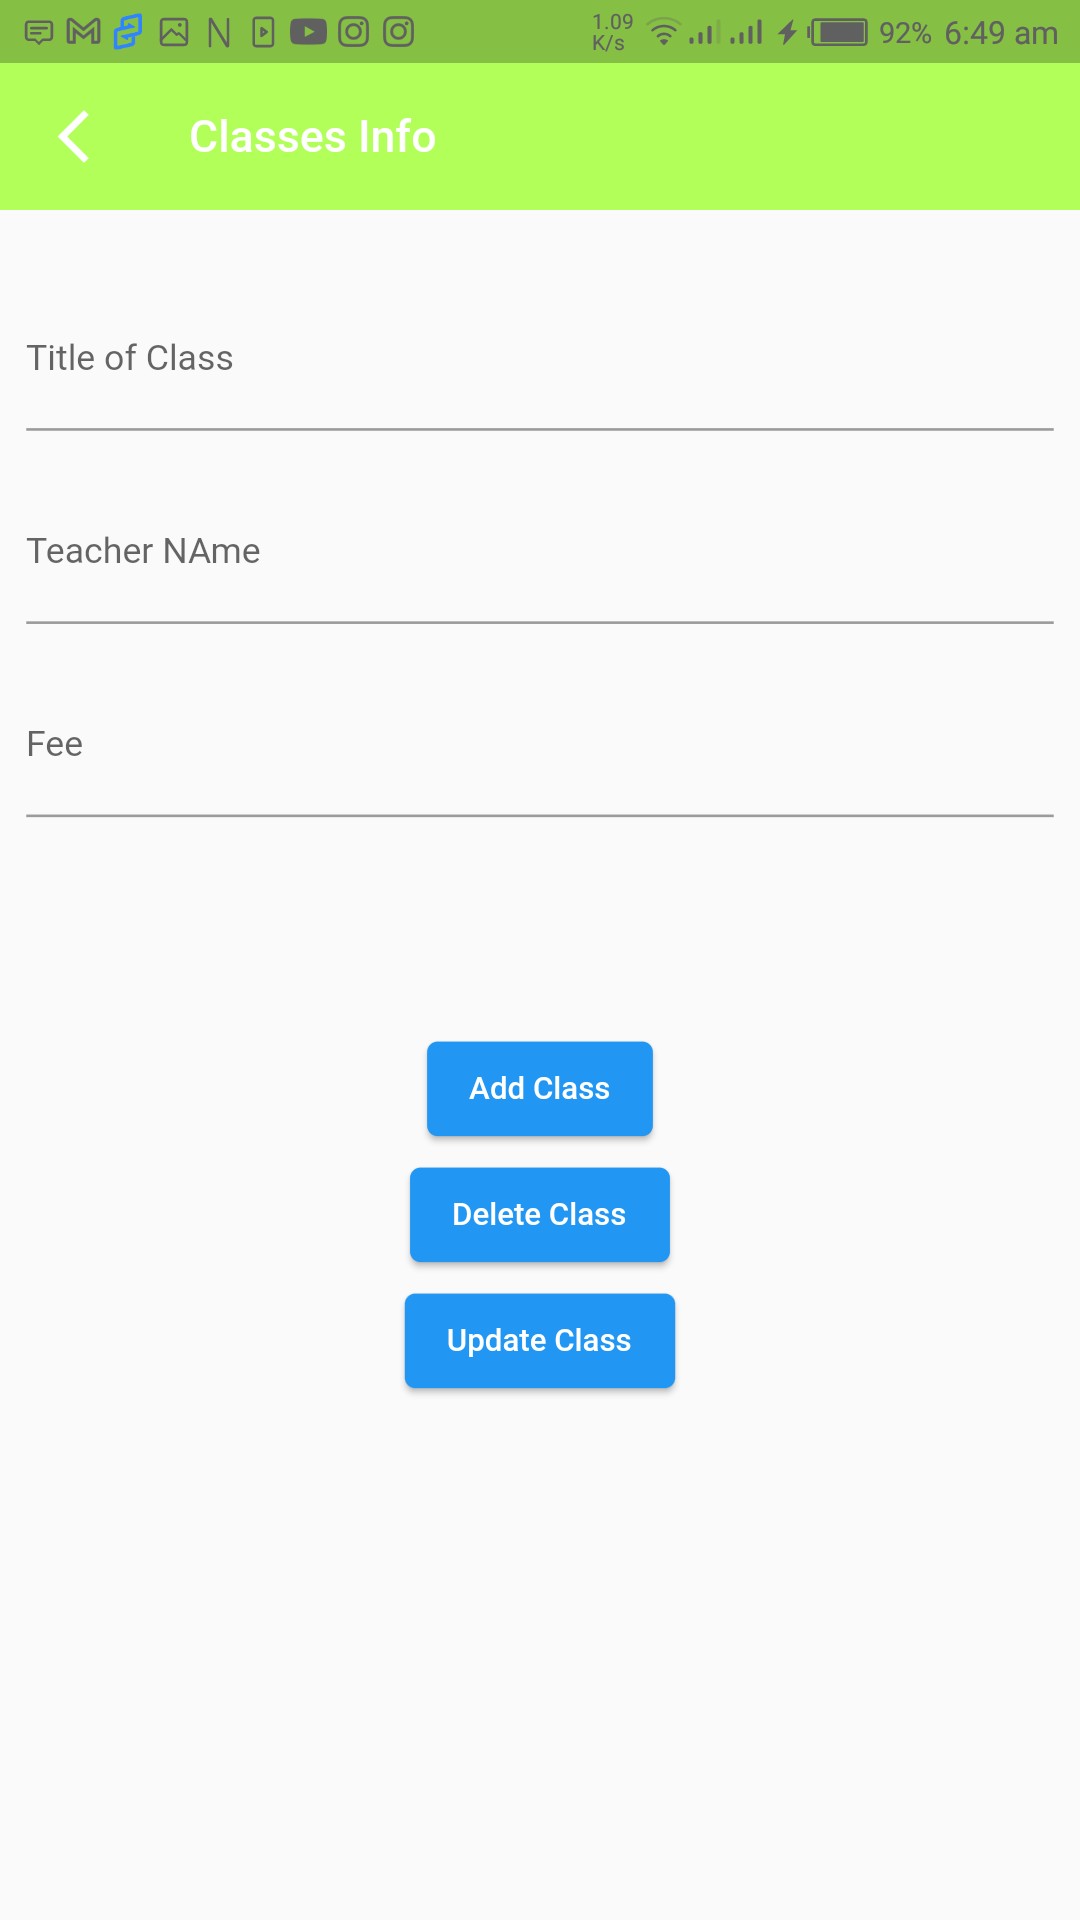 1.09
K/s
92% 6:49 am
Classes Info
Title of Class
Teacher NAme
Fee
Add Class
Delete Class
Update Class